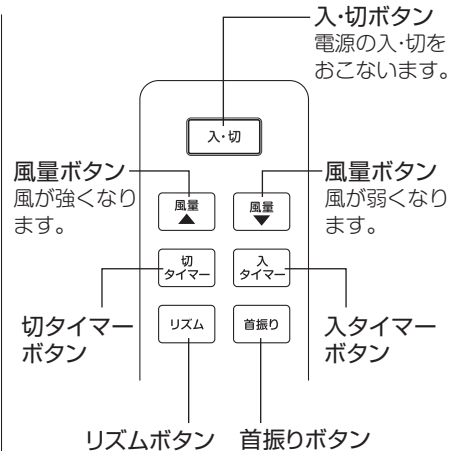 入・切ボタン
電源の入・切を
おこないます。
入・切
風量ボタン
風が強くなり
ます。
風量
▲
風量
▼
風量ボタン
風が弱くなり
ます。
切
タイマー
入
タイマー
切タイマー
ボタン
リズム
首振り
入タイマー
ボタン
リズムボタン
首振りボタン